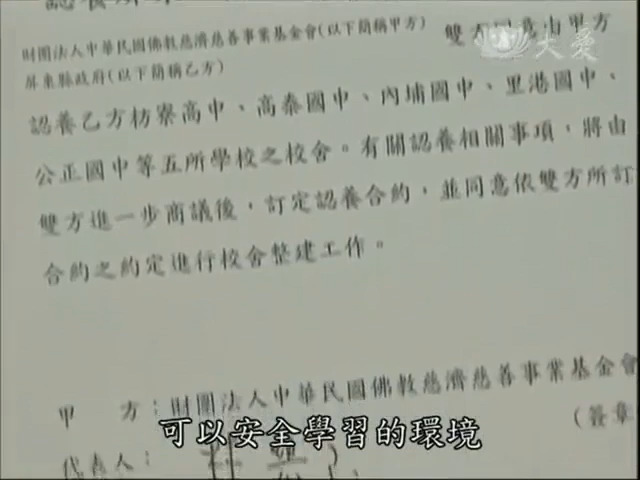 大愛
財團法人中華民國佛教慈濟慈善事業基金會(以下簡稱甲方) 雙方同意由甲方
屏東縣政府(以下簡稱乙方)
認養乙方枋寮高中、高泰國中、內埔國中、里港國中、
公正國中等五所學校之校舍。有關認養相關事項,將由
雙方進一步商議後,訂定認養合約,並同意依雙方所訂
合約之約定進行校舍整建工作。
甲 方:財團法人中華民國佛教慈濟慈善事業基金會
(簽章
代表人:
可以安全學習的環境